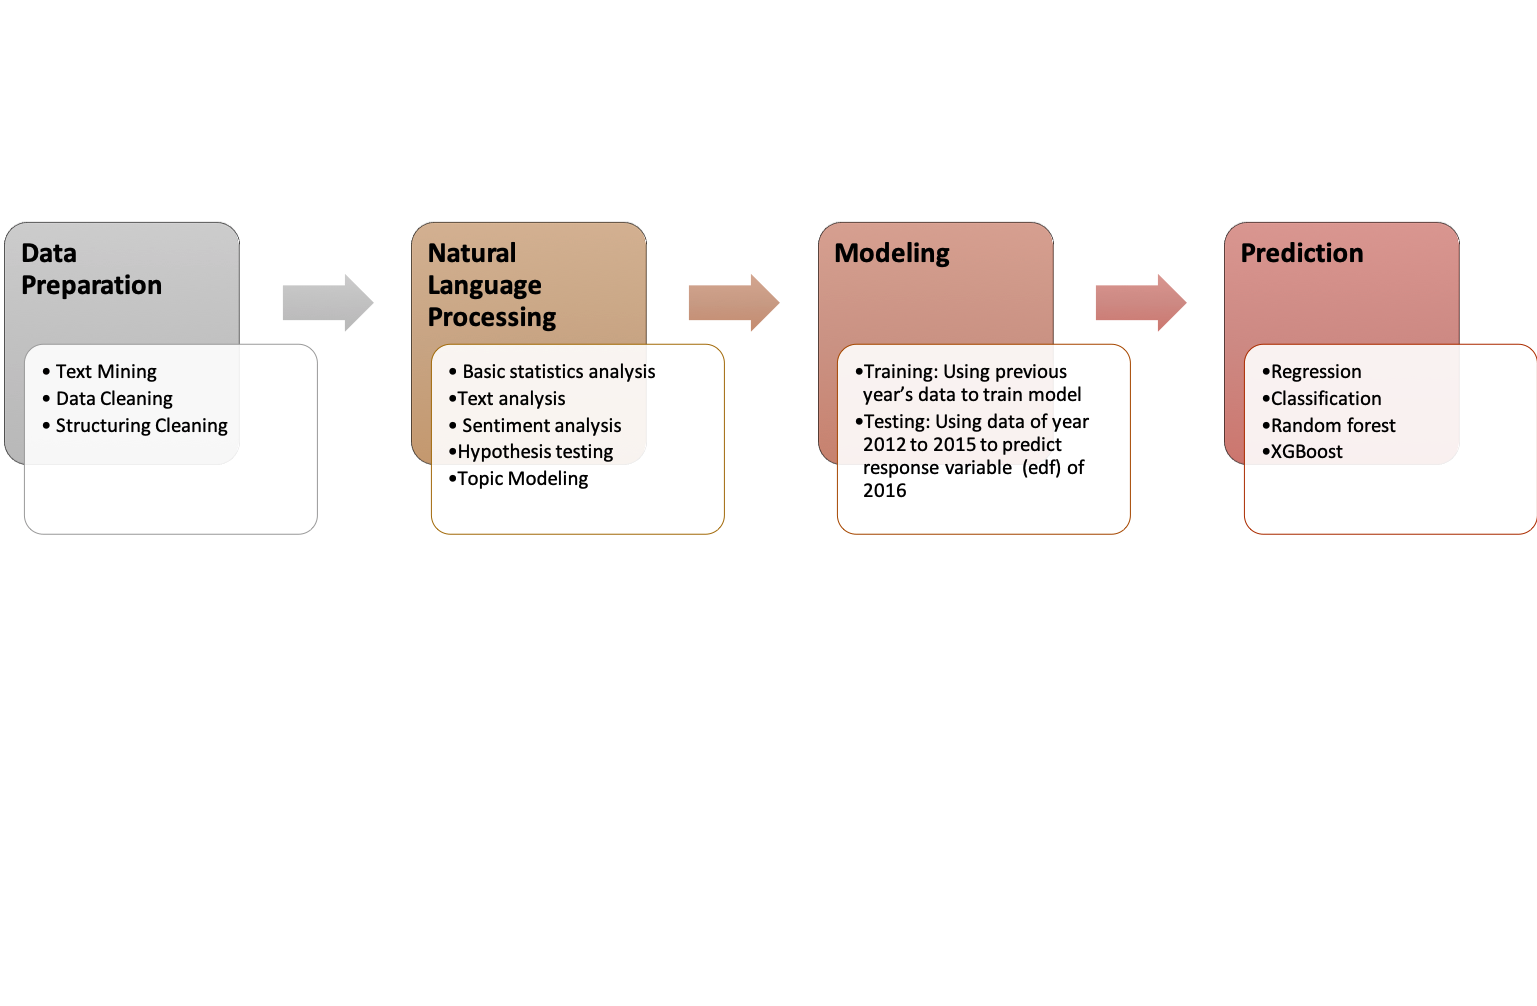 Data
Preparation
• Text Mining
• Data Cleaning
• Structuring Cleaning
Natural
Language
Processing
• Basic statistics analysis
•Text analysis
• Sentiment analysis
•Hypothesis testing
•Topic Modeling
Modeling
•Training: Using previous
year’s data to train model
•Testing: Using data of year
2012 to 2015 to predict
response variable (edf) of
2016
Prediction
•Regression
•Classification
•Random forest
•XGBoost